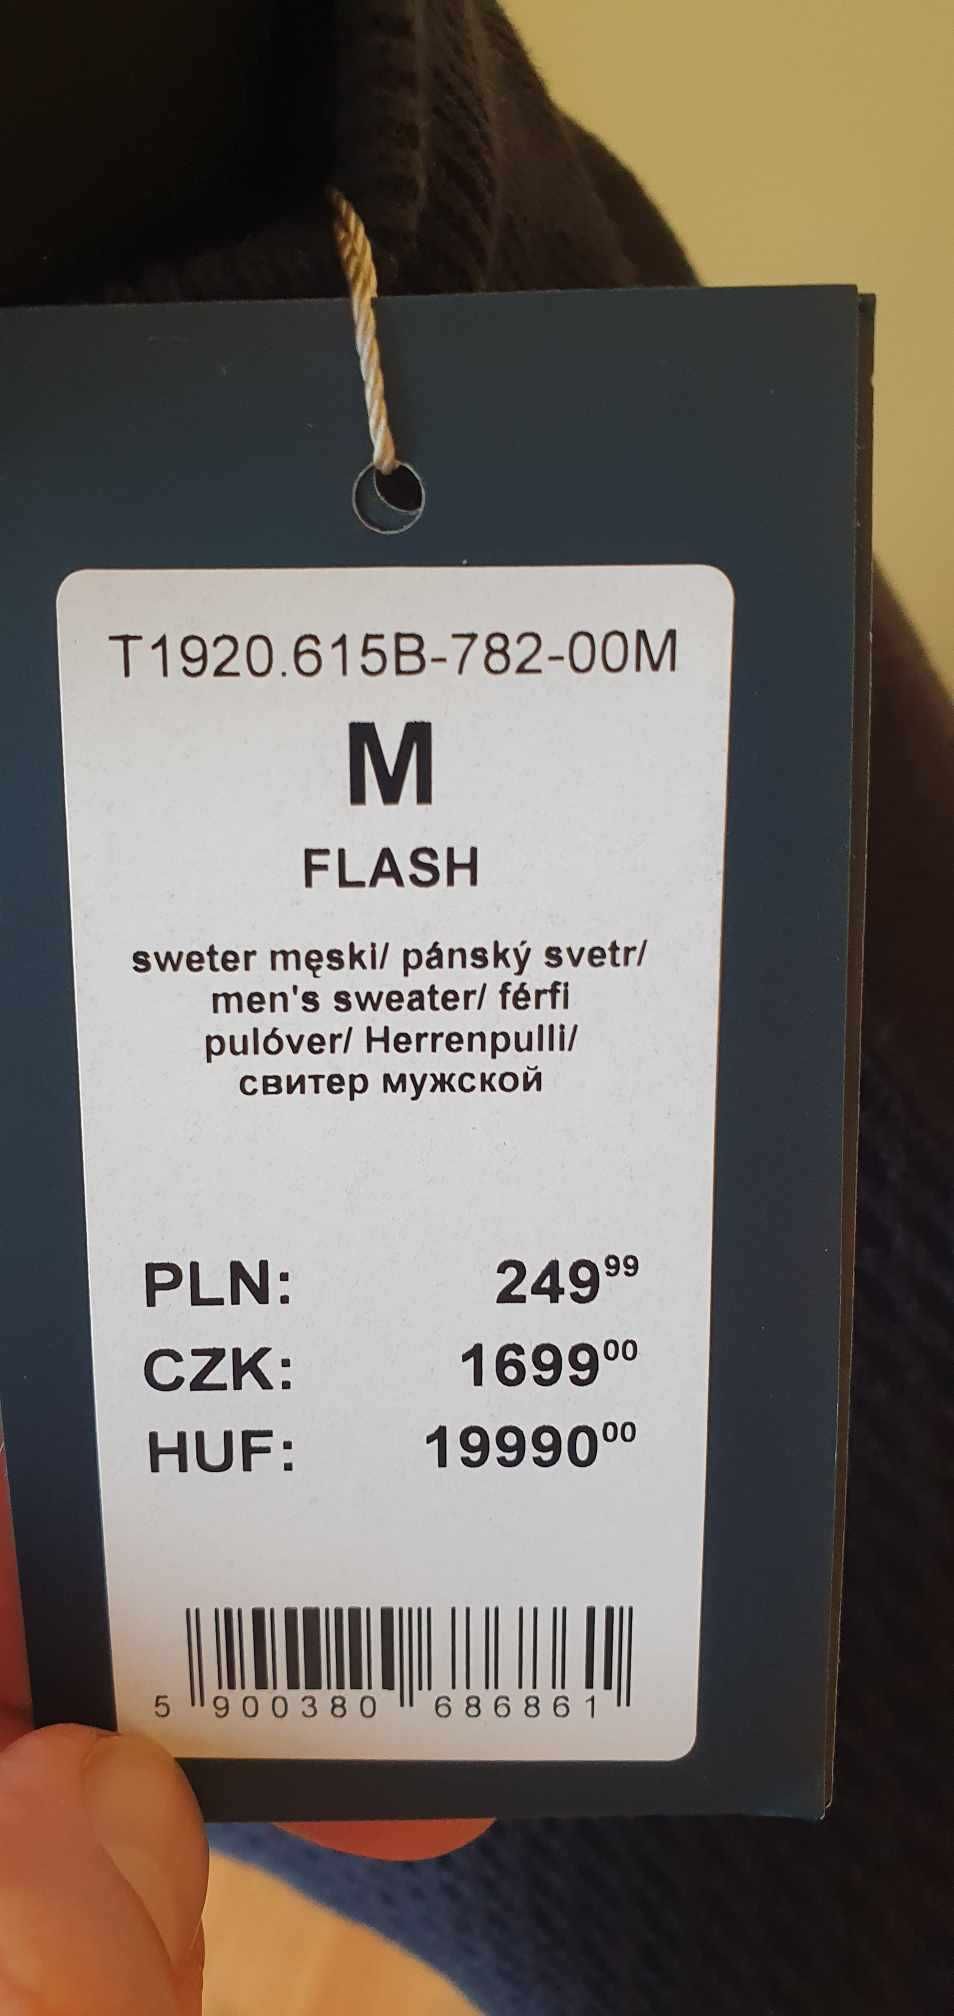 T1920.615B-782-00M
M
FLASH
sweter męski/ pánský svetr/
men's sweater/ férfi
pulóver/ Herrenpulli/
свитер мужской
PLN: 249⁹⁹
CZK: 1699⁰⁰
HUF: 19990⁰⁰
5 900380 686861